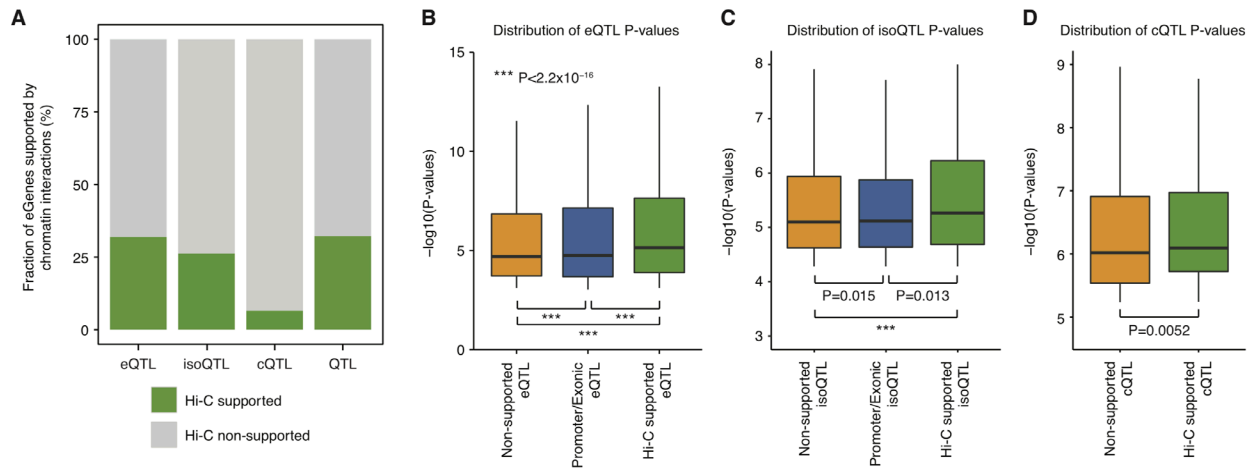 A
Fraction of eGenes supported by
chromatin interactions (%)
100
75
50
25
0
eQTL
isoQTL
cQTL
QTL
Hi-C supported
Hi-C non-supported
B
Distribution of eQTL P-values
−log10(P-values)
15
10
5
0
*** P<2.2x10⁻¹⁶
***
***
***
Non-supported
eQTL
Promoter/Exonic
eQTL
Hi-C supported
eQTL
C
Distribution of isoQTL P-values
−log10(P-values)
8
7
6
5
4
3
P=0.015
P=0.013
***
Non-supported
isoQTL
Promoter/Exonic
isoQTL
Hi-C supported
isoQTL
D
Distribution of cQTL P-values
−log10(P-values)
9
8
7
6
5
P=0.0052
Non-supported
cQTL
Hi-C supported
cQTL